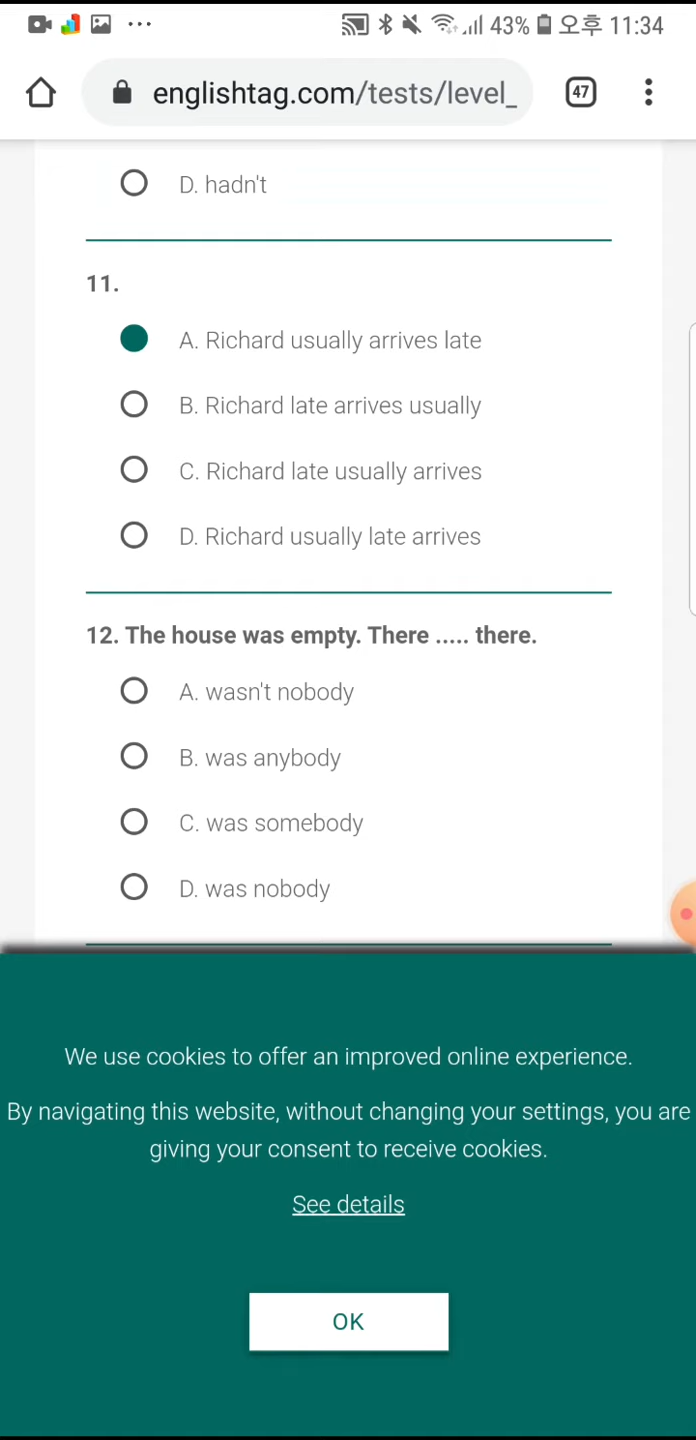 43% 오후 11:34
englishtag.com/tests/level_
47
D. hadn't
11.
A. Richard usually arrives late
B. Richard late arrives usually
C. Richard late usually arrives
D. Richard usually late arrives
12. The house was empty. There ..... there.
A. wasn't nobody
B. was anybody
C. was somebody
D. was nobody
We use cookies to offer an improved online experience.
By navigating this website, without changing your settings, you are
giving your consent to receive cookies.
See details
OK